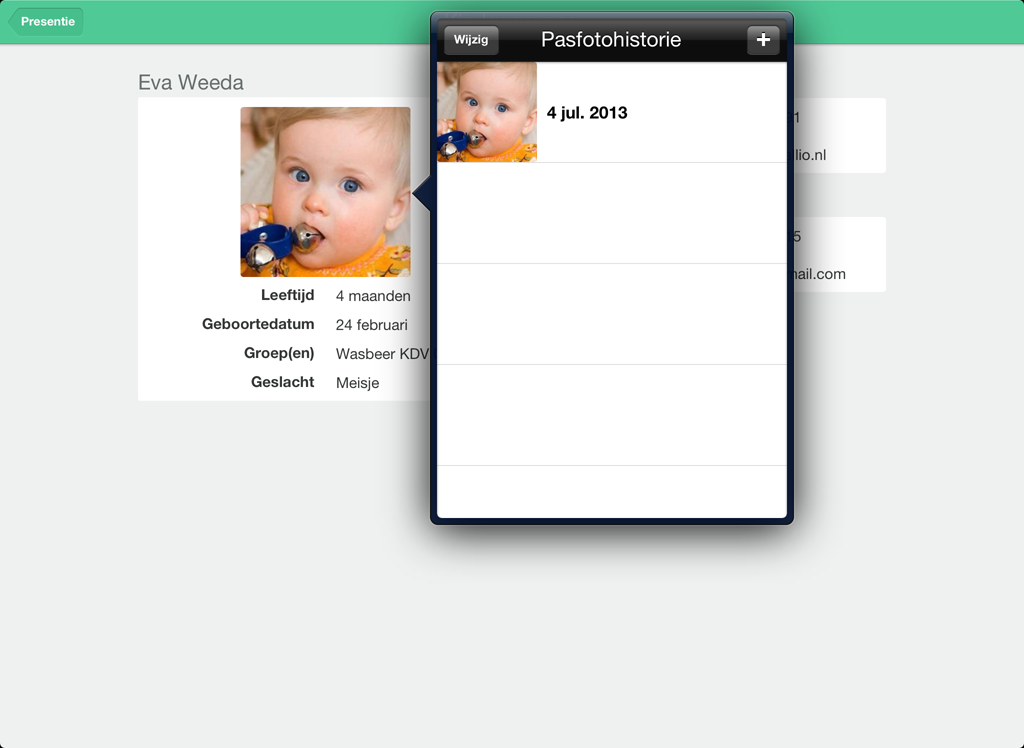 Presentie
Wijzig
Pasfotohistorie
+
Eva Weeda
4 jul. 2013
1
lio.nl
5
ail.com
Leeftijd 4 maanden
Geboortedatum 24 februari
Groep(en) Wasbeer KDV
Geslacht Meisje